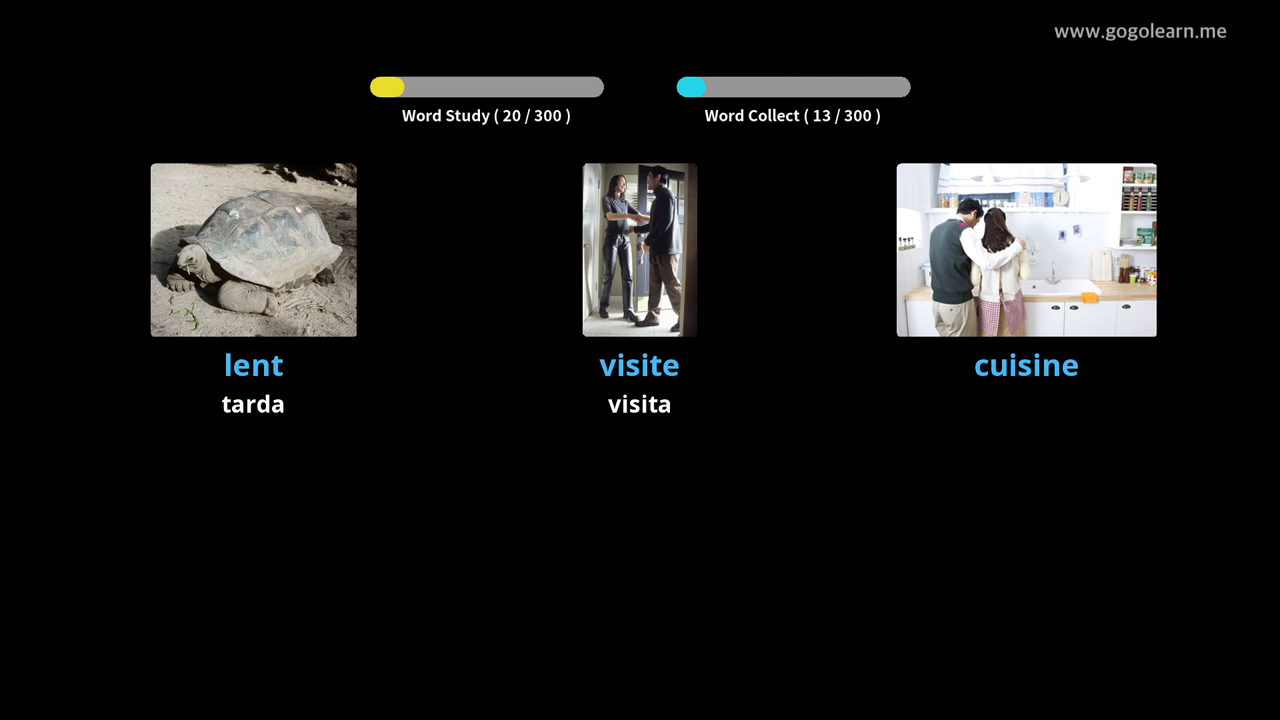 www.gogolearn.me
Word Study ( 20 / 300 )
Word Collect ( 13 / 300 )
lent
tarda
visite
visita
cuisine